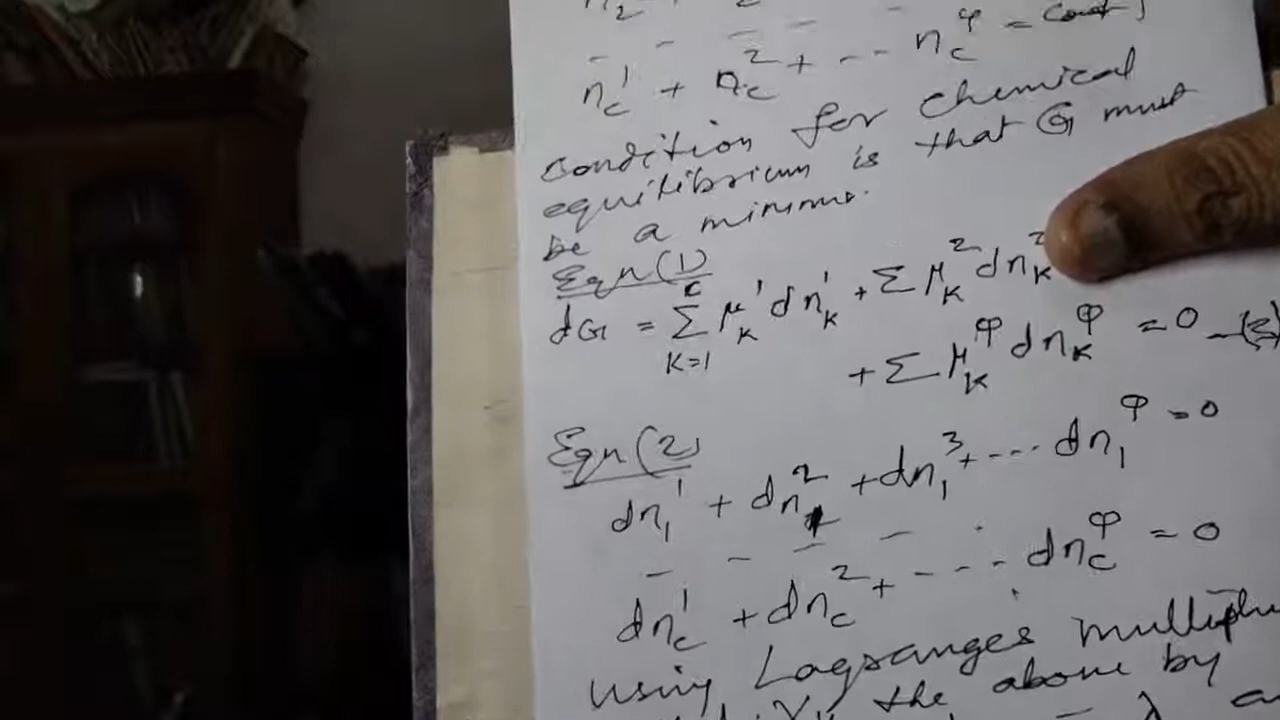 n_c^1 + n_c^2 + --- n_c^φ = const
condition for chemical
equilibrium is that G must
be a minimum.
Eqn (1)
dG = Σ_{K=1}^{c} μ_K^1 dn_K^1 + Σ μ_K^2 dn_K^2
+ Σ μ_K^φ dn_K^φ = 0
Eqn (2)
dn_1^1 + dn_1^2 + dn_1^3 + --- dn_1^φ = 0
– – – –
dn_c^1 + dn_c^2 + ---- dn_c^φ = 0
using Lagranges
the above by
λ